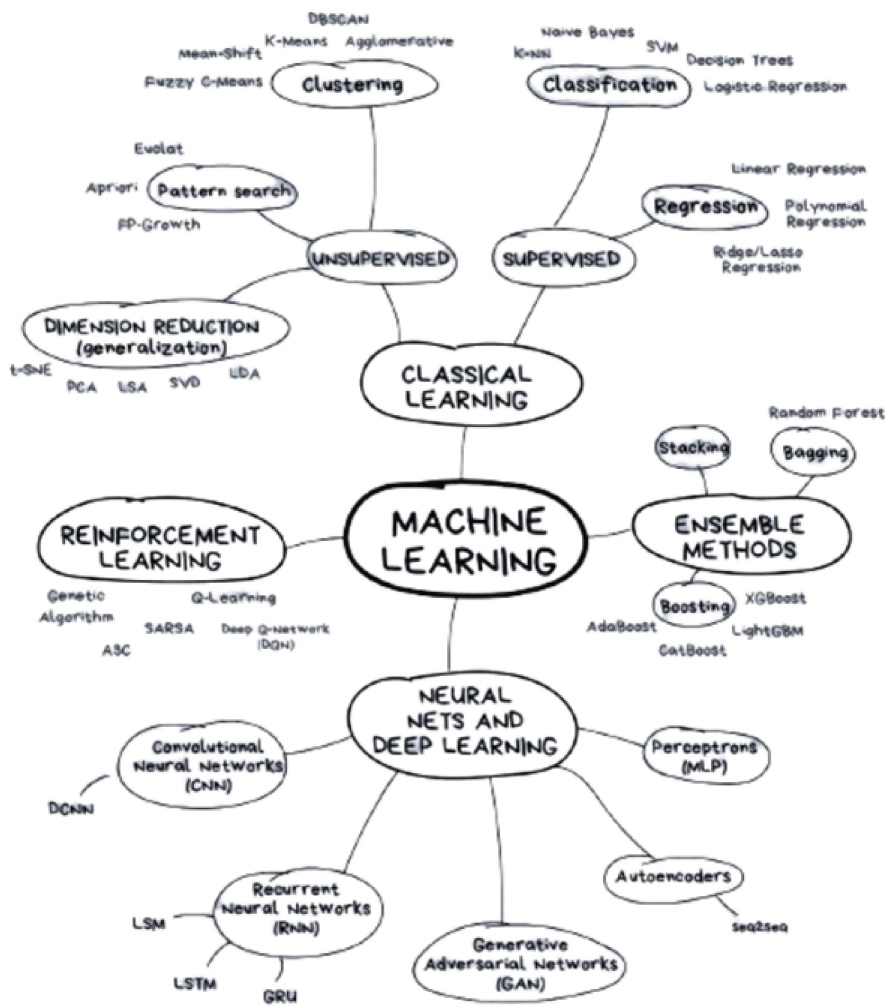 DBSCAN
K-Means
Agglomerative
Mean-Shift
Fuzzy C-Means
Clustering
Naive Bayes
K-NN
SVM
Decision Trees
Logistic Regression
Classification
Euclat
Apriori
Pattern search
FP-Growth
Linear Regression
Regression
Polynomial
Regression
Ridge/Lasso
Regression
UNSUPERVISED
SUPERVISED
DIMENSION REDUCTION
(generalization)
t-SNE
PCA
LSA
SVD
LDA
CLASSICAL
LEARNING
MACHINE
LEARNING
REINFORCEMENT
LEARNING
Genetic
Algorithm
Q-Learning
SARSA
Deep Q-Network
(DQN)
A3C
Random Forest
Stacking
Bagging
ENSEMBLE
METHODS
Boosting
XGBoost
AdaBoost
LightGBM
CatBoost
NEURAL
NETS AND
DEEP LEARNING
Convolutional
Neural Networks
(CNN)
DCNN
Perceptrons
(MLP)
Recurrent
Neural Networks
(RNN)
LSM
LSTM
GRU
Generative
Adversarial Networks
(GAN)
Autoencoders
seq2seq